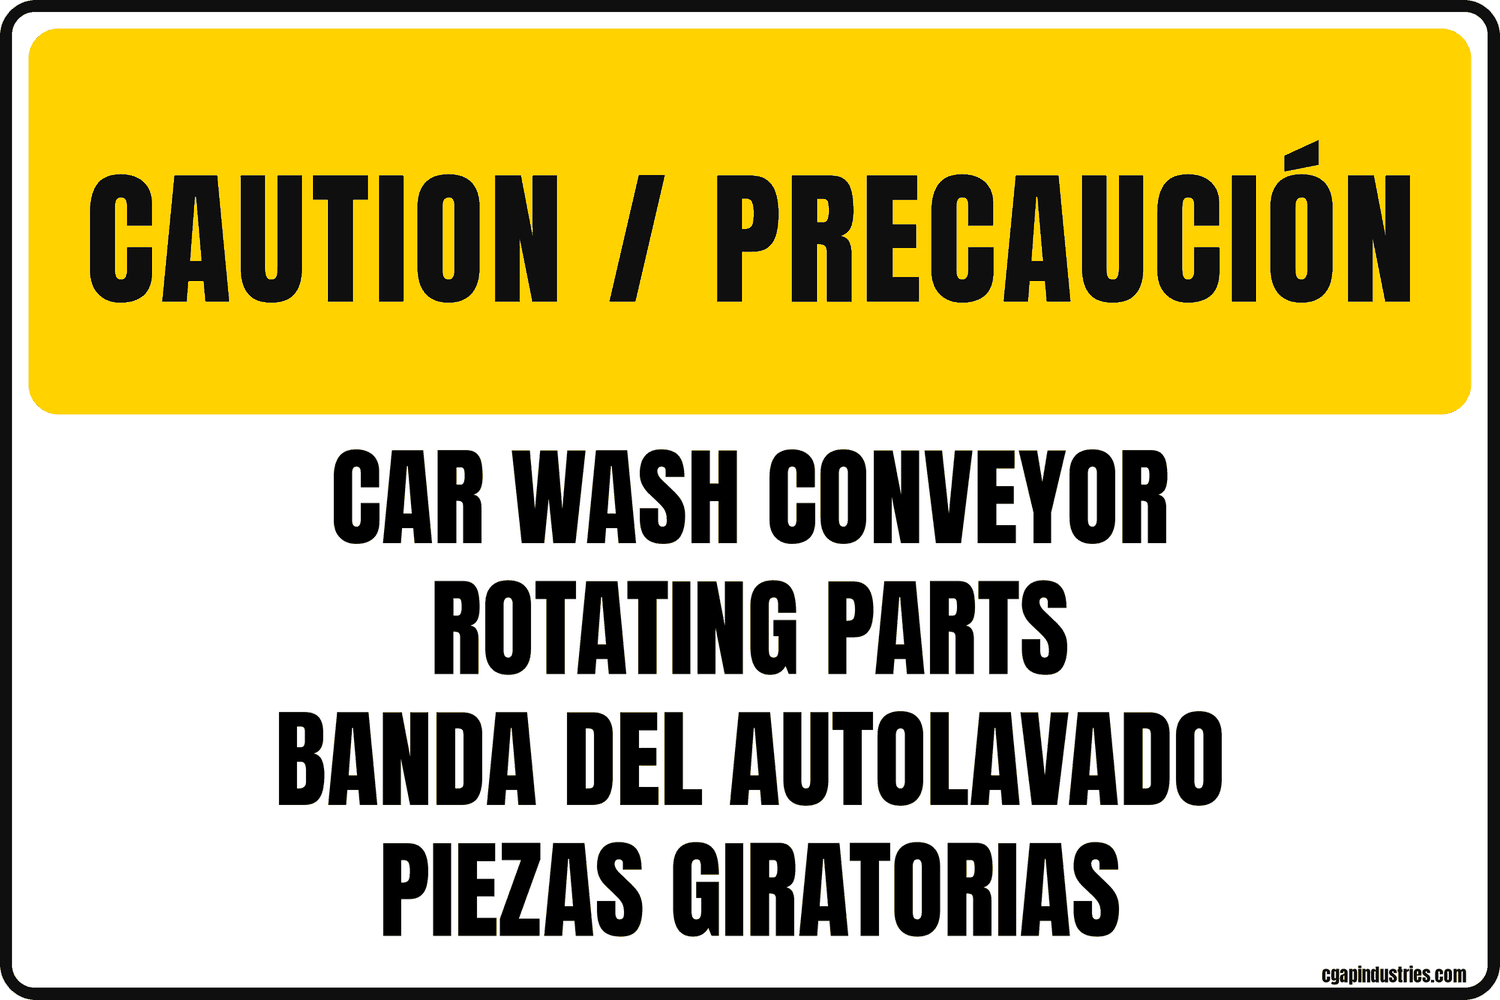 CAUTION / PRECAUCIÓN
CAR WASH CONVEYOR
ROTATING PARTS
BANDA DEL AUTOLAVADO
PIEZAS GIRATORIAS
cgapindustries.com